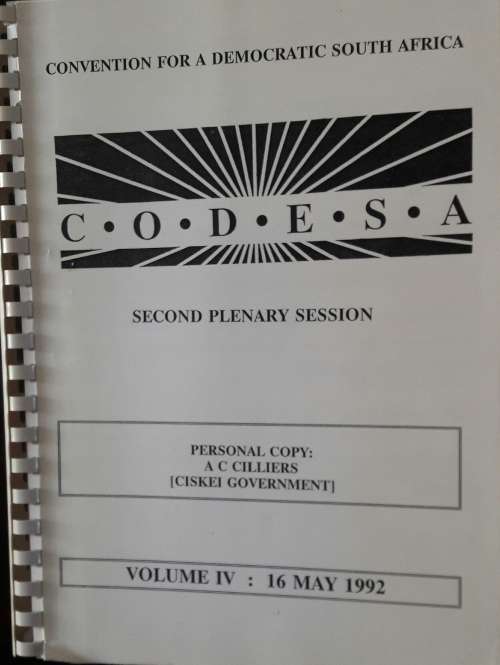 CONVENTION FOR A DEMOCRATIC SOUTH AFRICA
C•O•D•E•S•A
SECOND PLENARY SESSION
PERSONAL COPY:
A C CILLIERS
[CISKEI GOVERNMENT]
VOLUME IV : 16 MAY 1992